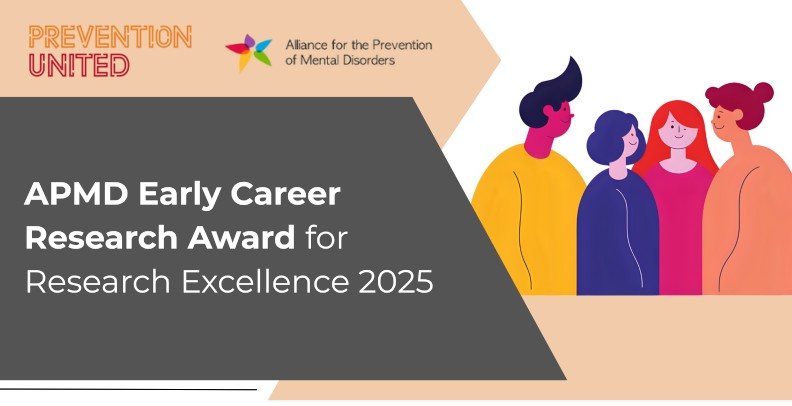 PREVENTION
UNITED
Alliance for the Prevention
of Mental Disorders
APMD Early Career
Research Award for
Research Excellence 2025